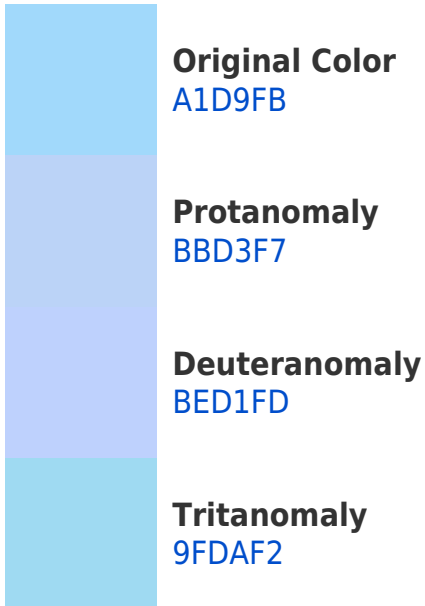 Original Color
A1D9FB
Protanomaly
BBD3F7
Deuteranomaly
BED1FD
Tritanomaly
9FDAF2